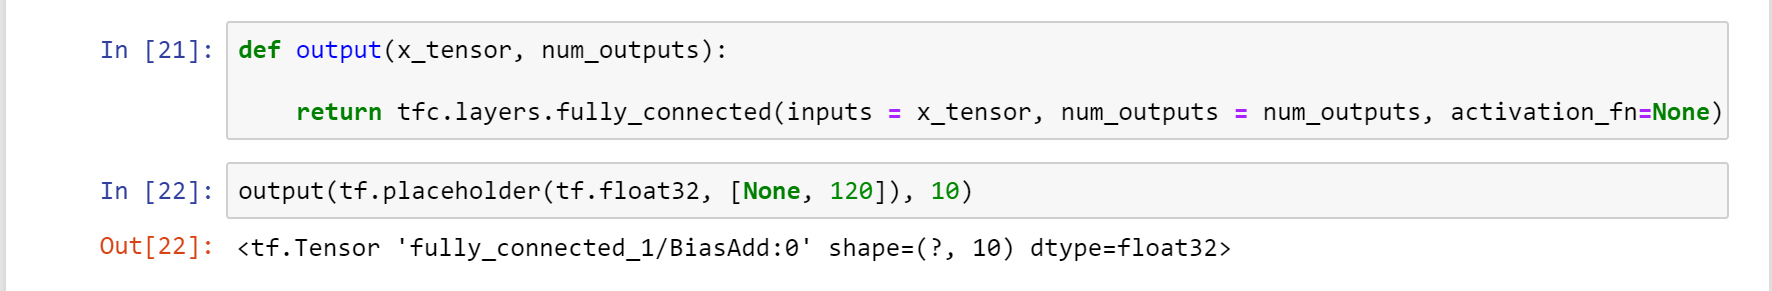 In [21]: def output(x_tensor, num_outputs):
return tfc.layers.fully_connected(inputs = x_tensor, num_outputs = num_outputs, activation_fn=None)
In [22]: output(tf.placeholder(tf.float32, [None, 120]), 10)
Out[22]: <tf.Tensor 'fully_connected_1/BiasAdd:0' shape=(?, 10) dtype=float32>